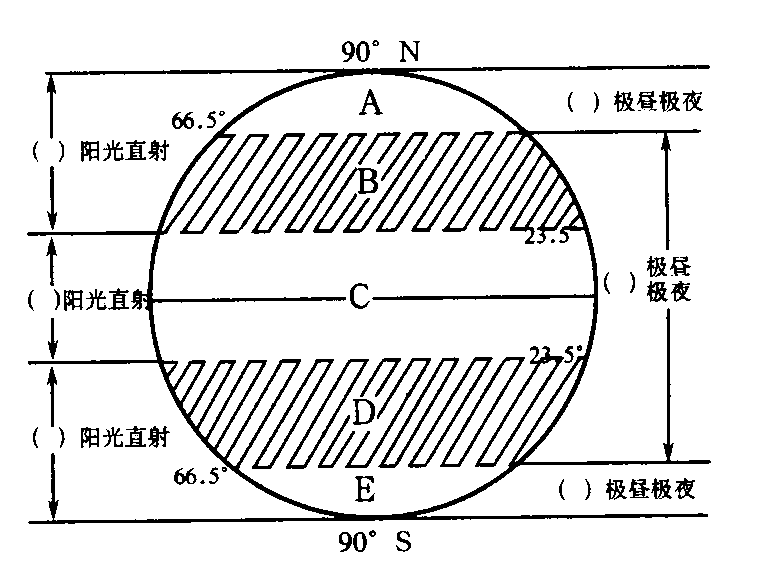 90° N
A
( ) 极昼极夜
66.5°
( ) 阳光直射
B
23.5
( )阳光直射
C
( ) 极昼
极夜
23.5°
( ) 阳光直射
D
66.5°
E
( ) 极昼极夜
90° S